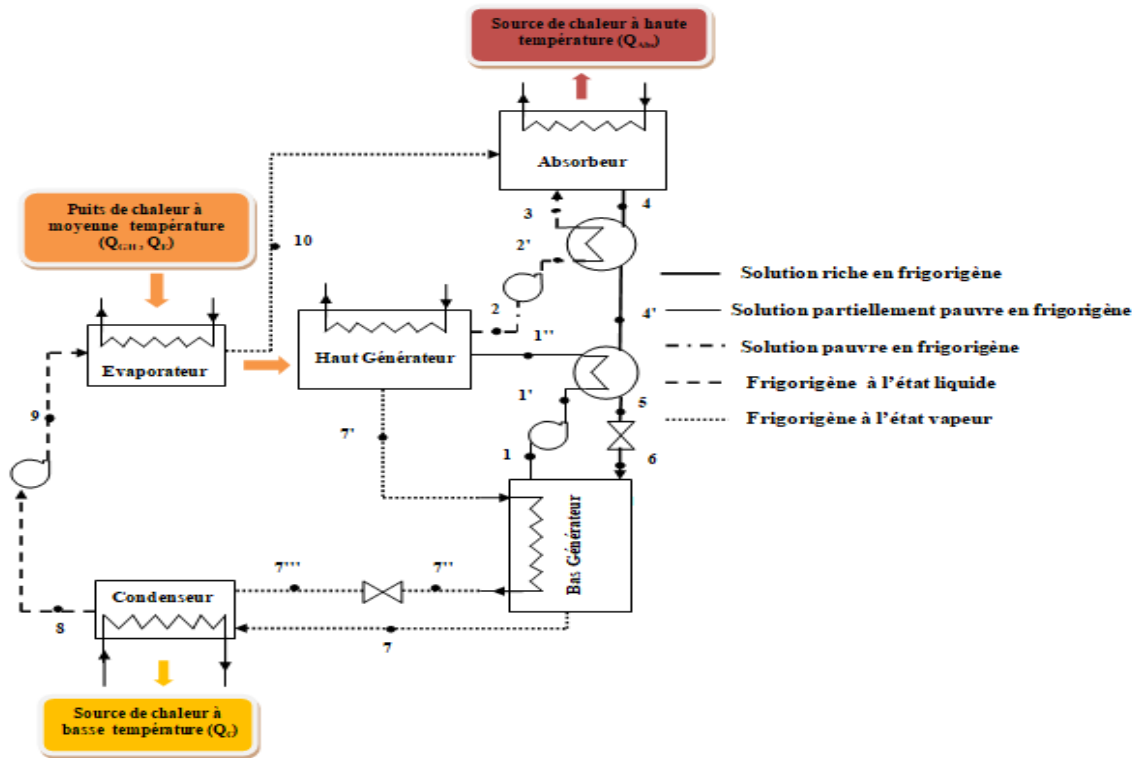 Source de chaleur à haute
température (QAbs)
Absorbeur
Puits de chaleur à
moyenne température
(QGH, QE)
3
4
10
2'
Solution riche en frigorigène
2
4'
Solution partiellement pauvre en frigorigène
1''
Haut Générateur
Evaporateur
Solution pauvre en frigorigène
Frigorigène à l'état liquide
1'
5
9
7'
Frigorigène à l'état vapeur
1
6
Bas Générateur
7'''
7''
Condenseur
8
7
Source de chaleur à
basse température (QC)